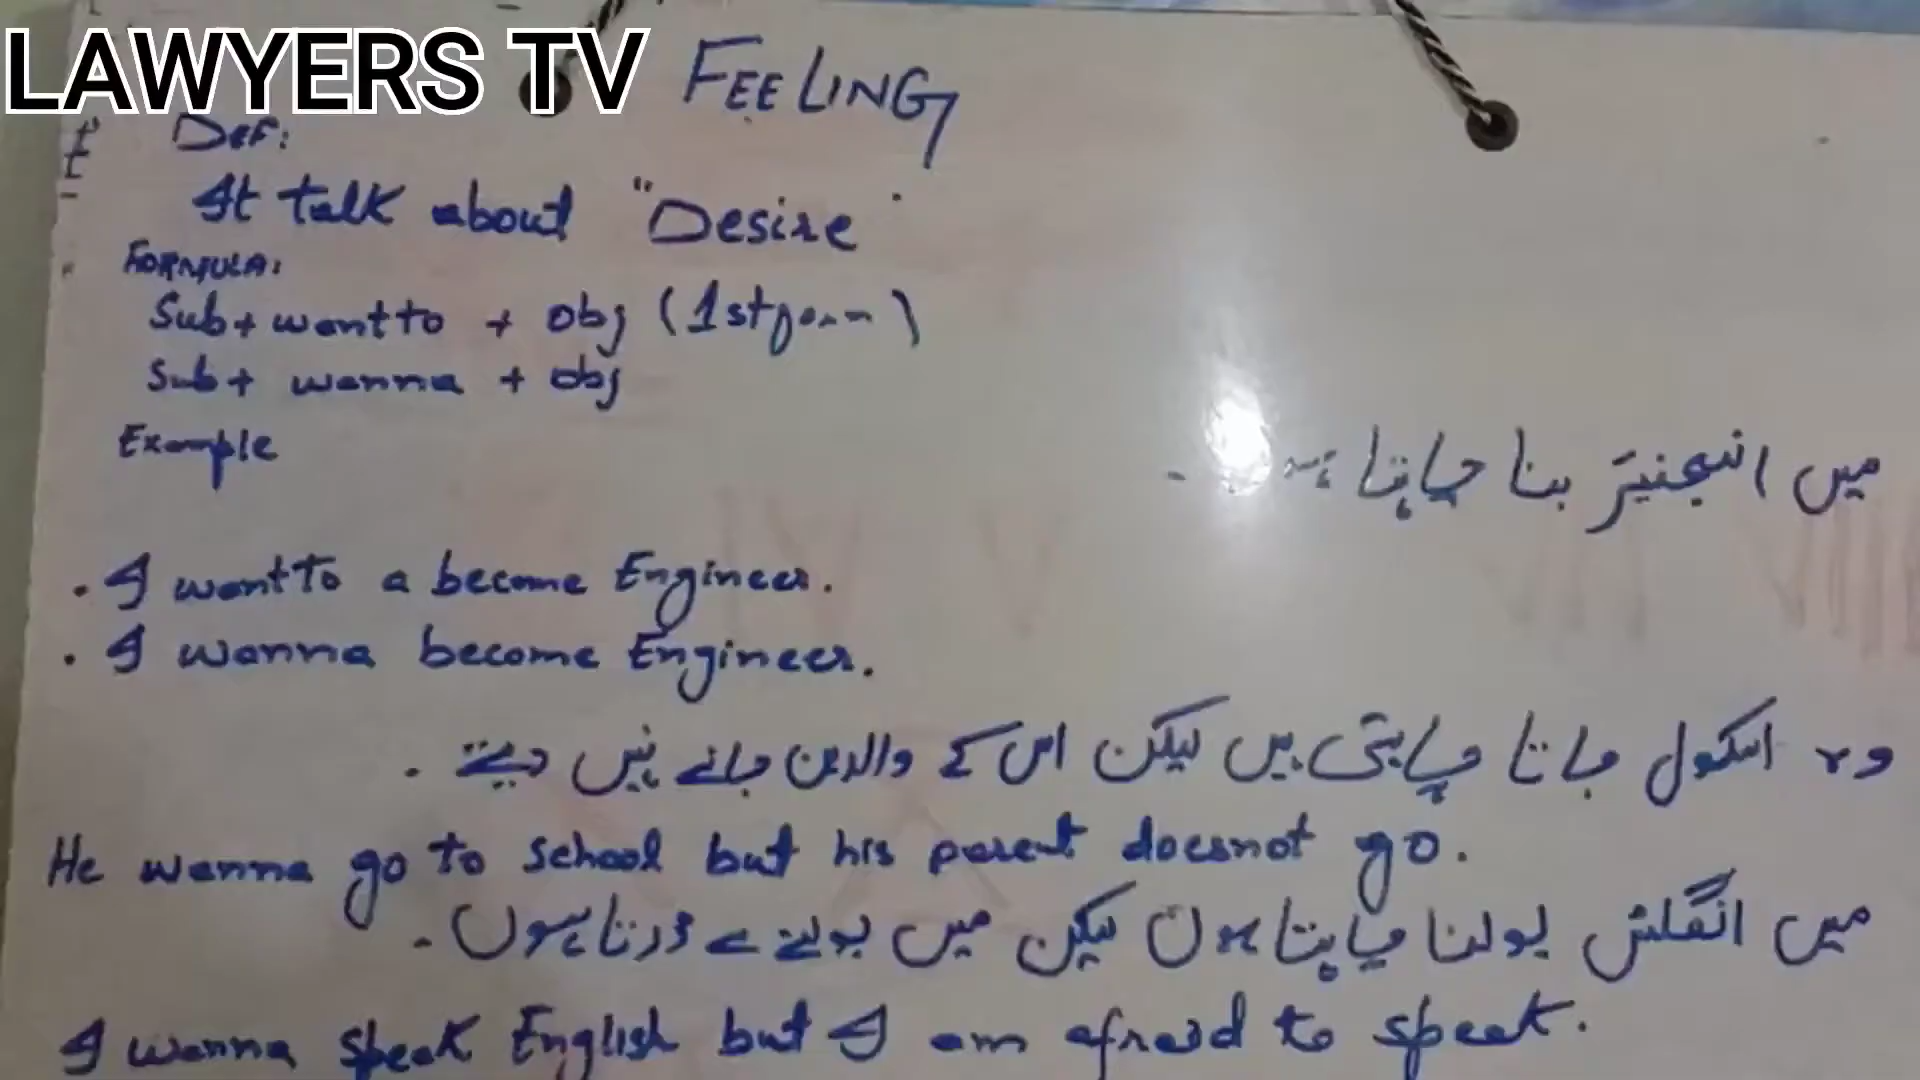 LAWYERS TV
FEELING
DEF:
It talk about "Desire"
FORMULA:
Sub + want to + obj (1st form)
Sub + wanna + obj
Example
میں انجنیئر بنا چاہتا
. I want to a become Engineer.
. I wanna become Engineer.
وہ اسکول جانا چاہتی ہیں لیکن اس کے والدین جانے نہیں دیتے .
He wanna go to school but his parent doesnot go.
میں انگلش بولنا چاہتا ہوں لیکن میں بولنے سے ڈرتا ہوں -
I wanna speak English but I am afraid to speak.